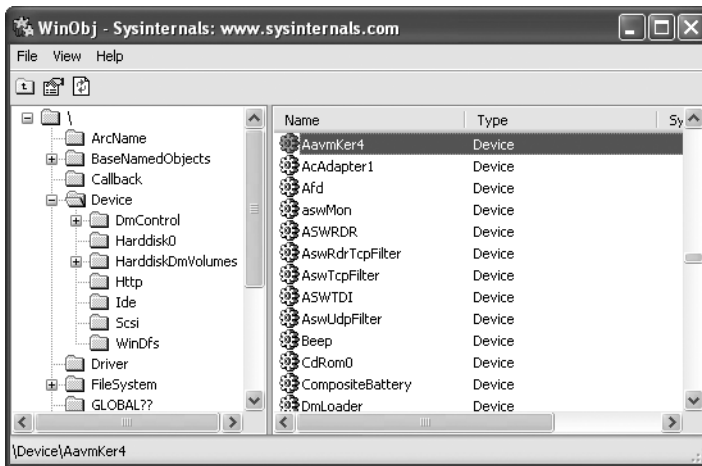 WinObj - Sysinternals: www.sysinternals.com
File View Help
\
ArcName
BaseNamedObjects
Callback
Device
DmControl
Harddisk0
HarddiskDmVolumes
Http
Ide
Scsi
WinDfs
Driver
FileSystem
GLOBAL??
Name Type Sy
AavmKer4 Device
AcAdapter1 Device
Afd Device
aswMon Device
ASWRDR Device
AswRdrTcpFilter Device
AswTcpFilter Device
ASWTDI Device
AswUdpFilter Device
Beep Device
CdRom0 Device
CompositeBattery Device
DmLoader Device
\Device\AavmKer4